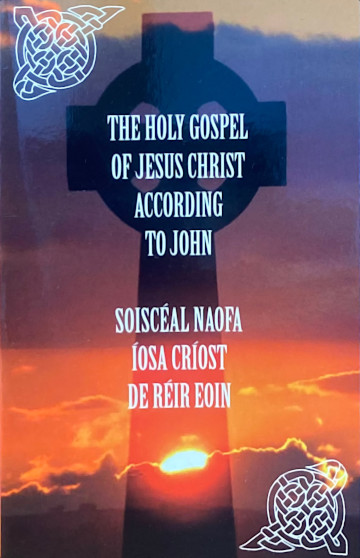 THE HOLY GOSPEL
OF JESUS CHRIST
ACCORDING
TO JOHN
SOISCÉAL NAOFA
ÍOSA CRÍOST
DE RÉIR EOIN